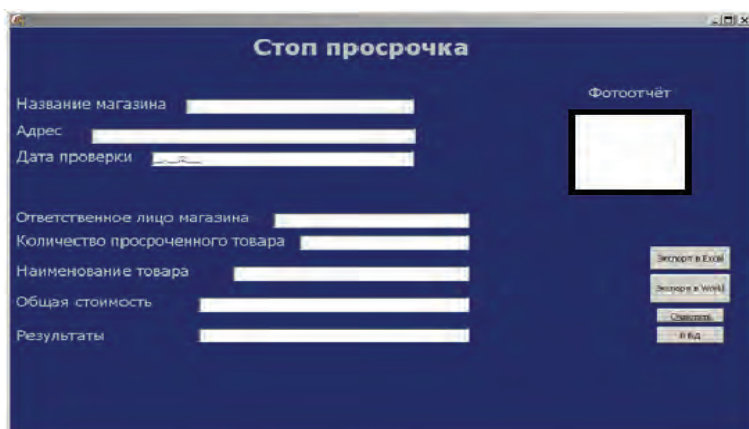 Стоп просрочка
Фотоотчёт
Название магазина
Адрес
Дата проверки
Ответственное лицо магазина
Количество просроченного товара
Наименование товара
Общая стоимость
Результаты
Экспорт в Excel
Экспорт в World
Очистить
В БД